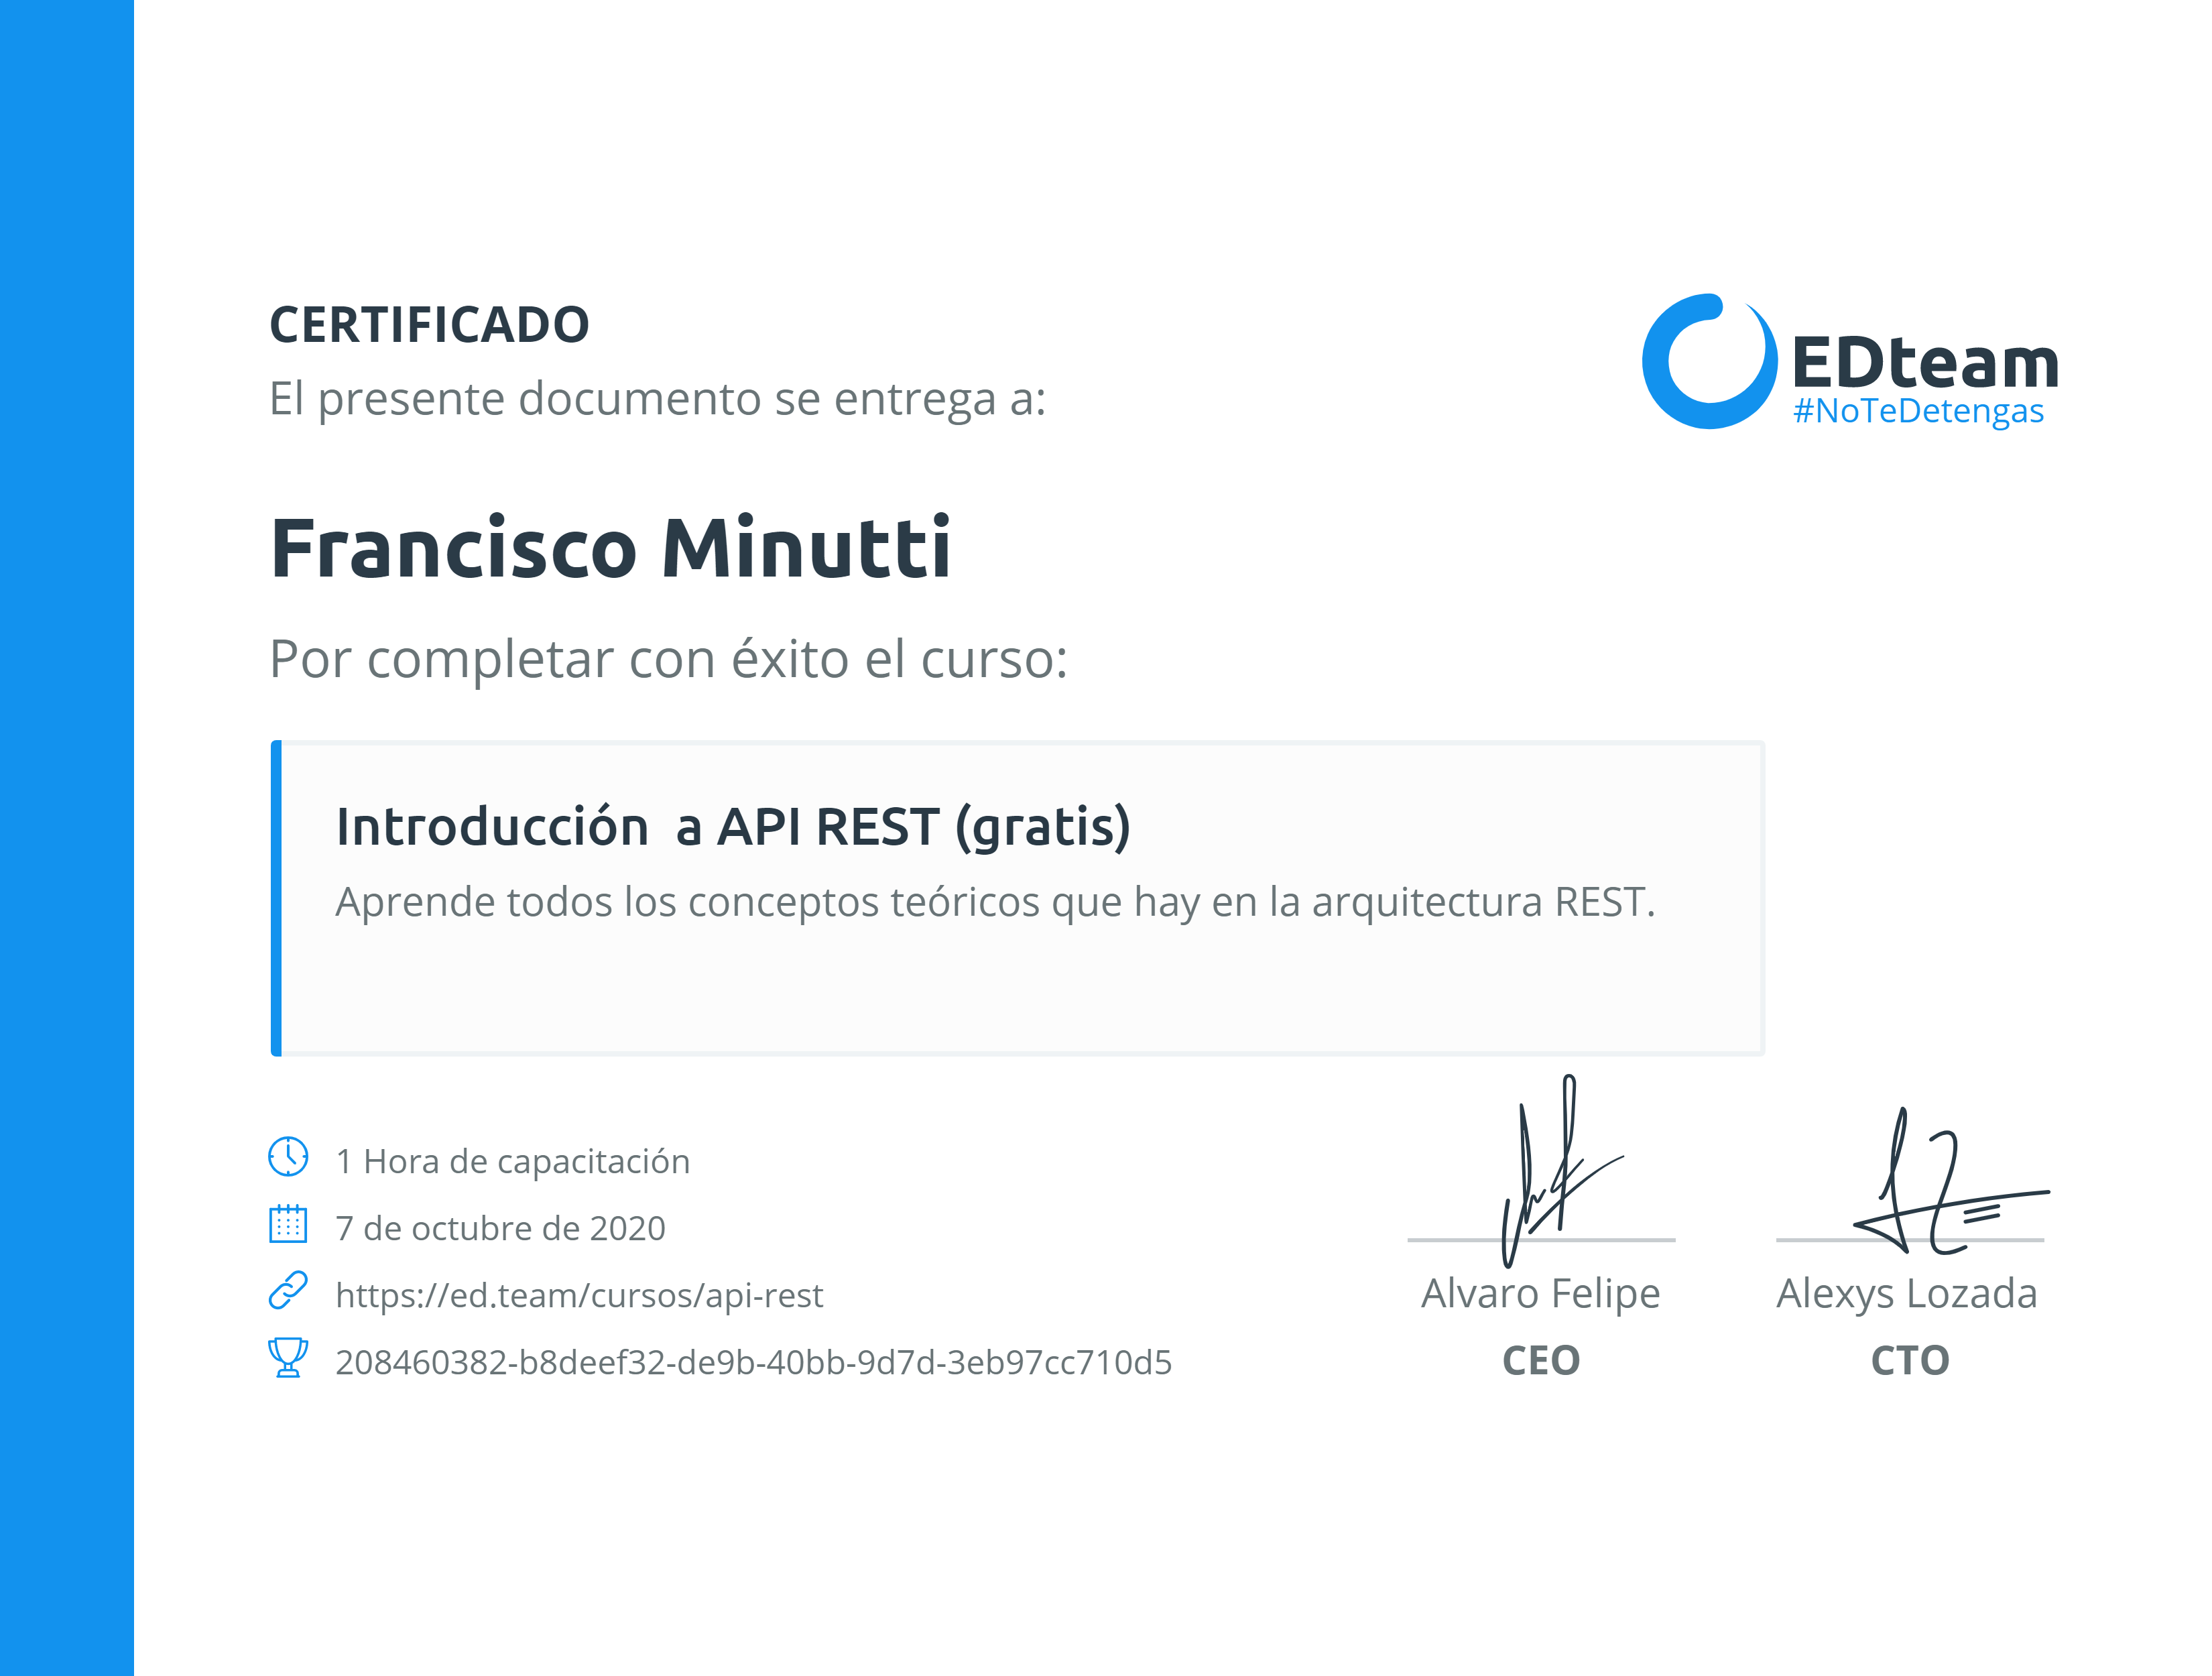 CERTIFICADO
El presente documento se entrega a:
EDteam
#NoTeDetengas
Francisco Minutti
Por completar con éxito el curso:
Introducción  a API REST (gratis)
Aprende todos los conceptos teóricos que hay en la arquitectura REST.
1 Hora de capacitación
7 de octubre de 2020
https://ed.team/cursos/api-rest
208460382-b8deef32-de9b-40bb-9d7d-3eb97cc710d5
Alvaro Felipe
CEO
Alexys Lozada
CTO